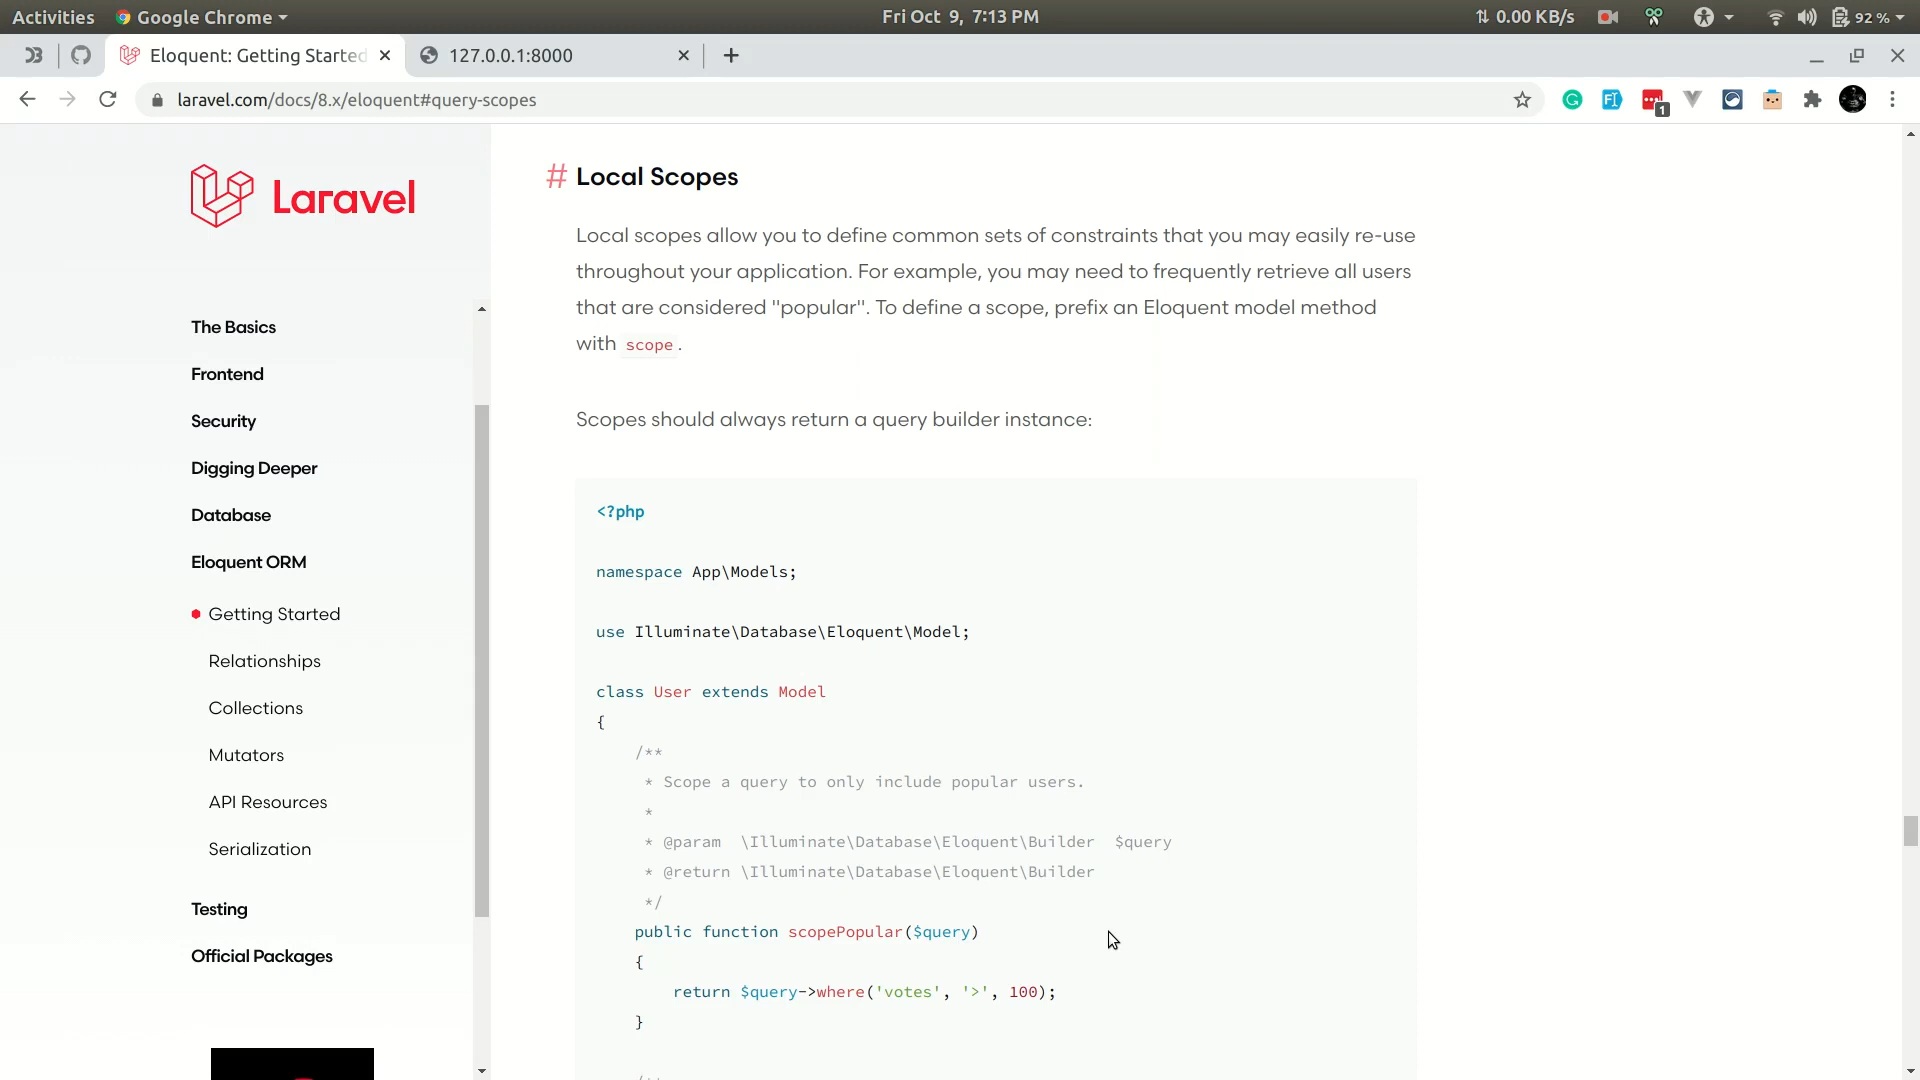 Activities
Google Chrome
Fri Oct 9, 7:13 PM
0.00 KB/s
92 %
Eloquent: Getting Started
127.0.0.1:8000
laravel.com/docs/8.x/eloquent#query-scopes
1
Laravel
The Basics
Frontend
Security
Digging Deeper
Database
Eloquent ORM
Getting Started
Relationships
Collections
Mutators
API Resources
Serialization
Testing
Official Packages
# Local Scopes
Local scopes allow you to define common sets of constraints that you may easily re-use
throughout your application. For example, you may need to frequently retrieve all users
that are considered "popular". To define a scope, prefix an Eloquent model method
with scope.
Scopes should always return a query builder instance:
<?php
namespace App\Models;
use Illuminate\Database\Eloquent\Model;
class User extends Model
{
/**
* Scope a query to only include popular users.
*
* @param \Illuminate\Database\Eloquent\Builder $query
* @return \Illuminate\Database\Eloquent\Builder
*/
public function scopePopular($query)
{
return $query->where('votes', '>', 100);
}